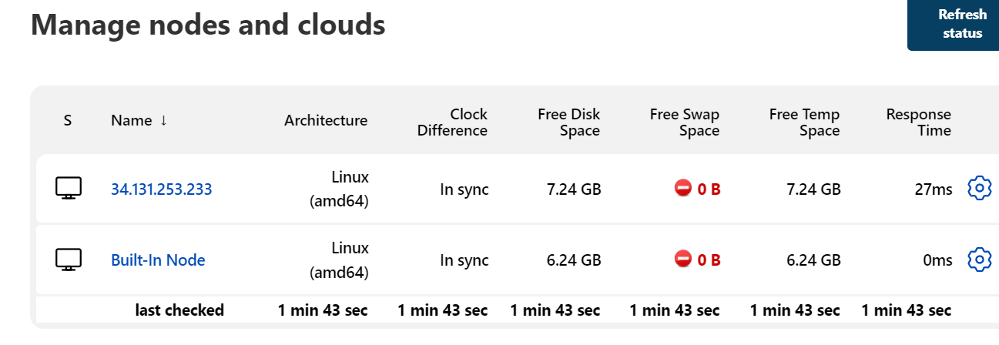 Manage nodes and clouds
Refresh
status
S Name ↓ Architecture Clock Difference Free Disk Space Free Swap Space Free Temp Space Response Time
34.131.253.233 Linux (amd64) In sync 7.24 GB 0 B 7.24 GB 27ms
Built-In Node Linux (amd64) In sync 6.24 GB 0 B 6.24 GB 0ms
last checked 1 min 43 sec 1 min 43 sec 1 min 43 sec 1 min 43 sec 1 min 43 sec 1 min 43 sec